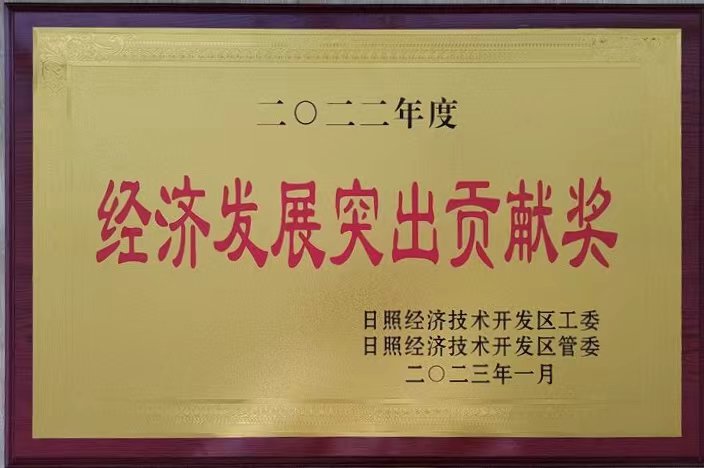 二〇二二年度
经济发展突出贡献奖
日照经济技术开发区工委
日照经济技术开发区管委
二〇二三年一月